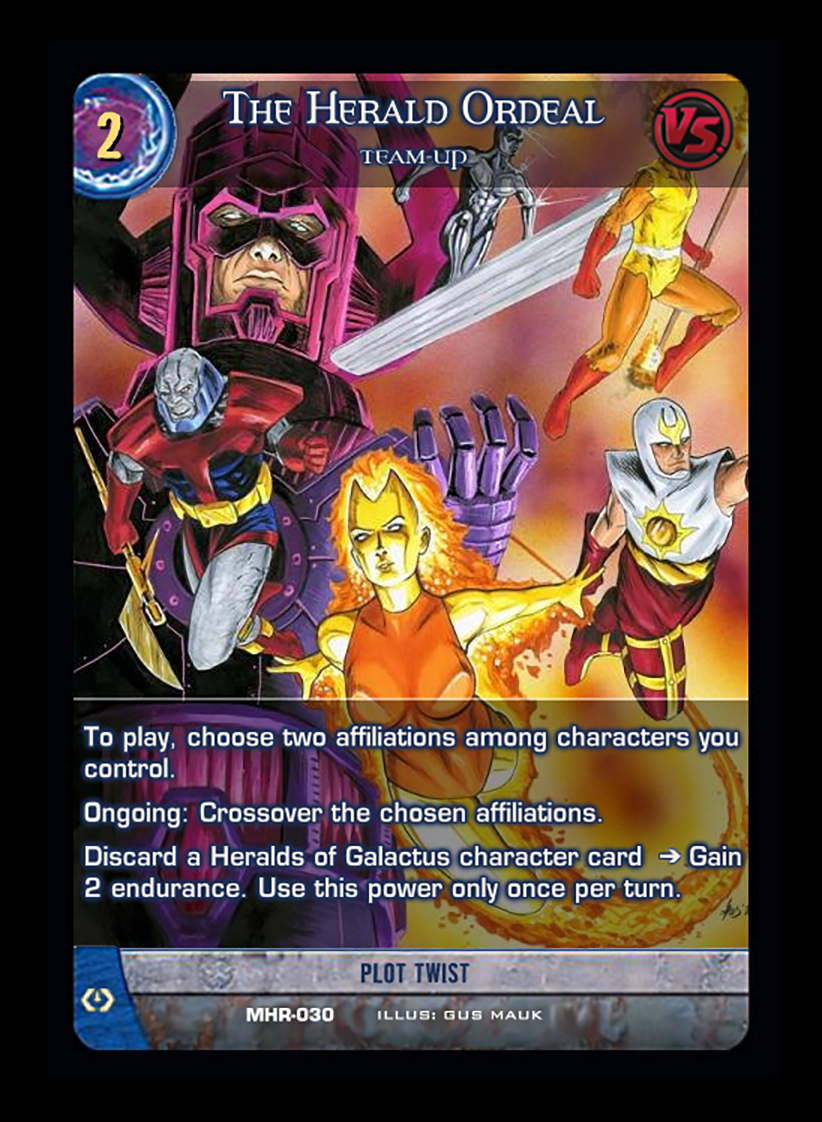 2
THE HERALD ORDEAL
VS.
TEAM-UP
To play, choose two affiliations among characters you
control.
Ongoing: Crossover the chosen affiliations.
Discard a Heralds of Galactus character card → Gain
2 endurance. Use this power only once per turn.
PLOT TWIST
MHR-030 ILLUS: GUS MAUK